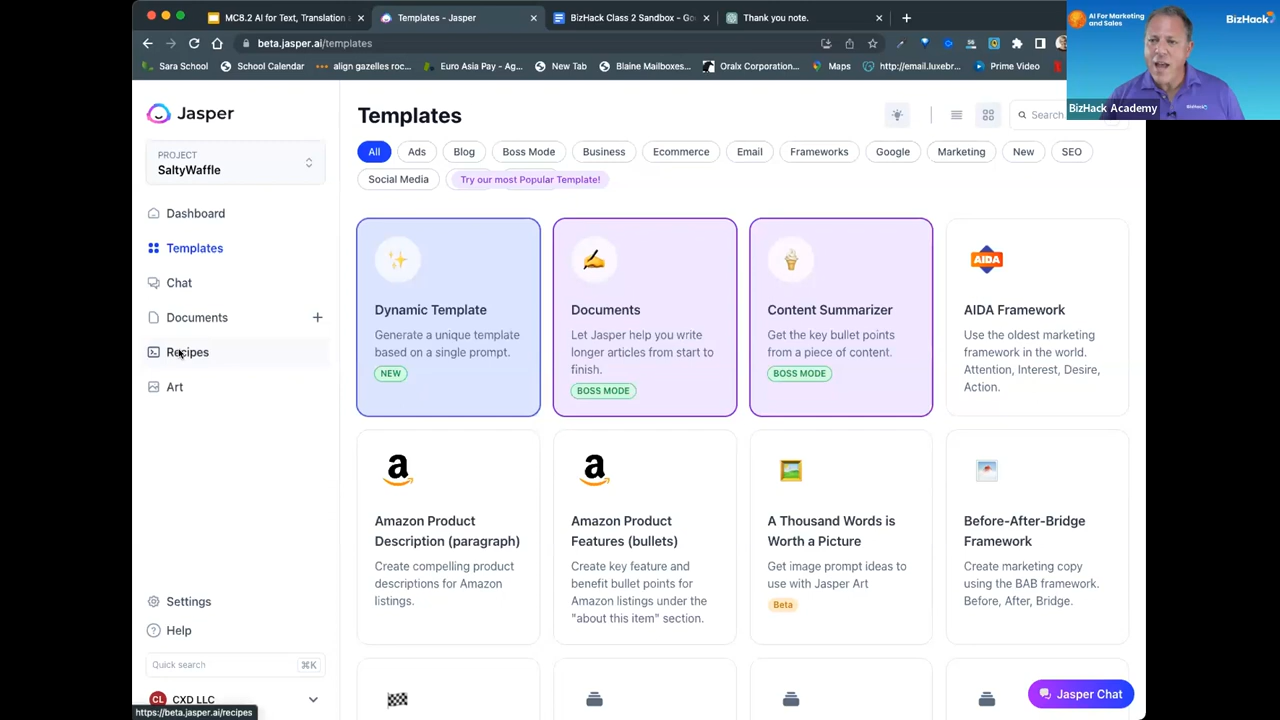 MC8.2 AI for Text, Translation a
Templates - Jasper
BizHack Class 2 Sandbox - Go
Thank you note.
beta.jasper.ai/templates
Sara School
School Calendar
align gazelles roc...
Euro Asia Pay - Ag...
New Tab
Blaine Mailboxes...
Oralx Corporation...
Maps
http://email.luxebr...
Prime Video
AI For Marketing
and Sales
BizHack
BizHack Academy
Jasper
PROJECT
SaltyWaffle
Dashboard
Templates
Chat
Documents
Recipes
Art
Settings
Help
Quick search
⌘K
CL
CXD LLC
https://beta.jasper.ai/recipes
Templates
Search
All
Ads
Blog
Boss Mode
Business
Ecommerce
Email
Frameworks
Google
Marketing
New
SEO
Social Media
Try our most Popular Template!
Dynamic Template
Generate a unique template
based on a single prompt.
NEW
Documents
Let Jasper help you write
longer articles from start to
finish.
BOSS MODE
Content Summarizer
Get the key bullet points
from a piece of content.
BOSS MODE
AIDA
AIDA Framework
Use the oldest marketing
framework in the world.
Attention, Interest, Desire,
Action.
Amazon Product
Description (paragraph)
Create compelling product
descriptions for Amazon
listings.
Amazon Product
Features (bullets)
Create key feature and
benefit bullet points for
Amazon listings under the
"about this item" section.
A Thousand Words is
Worth a Picture
Get image prompt ideas to
use with Jasper Art
Beta
Before-After-Bridge
Framework
Create marketing copy
using the BAB framework.
Before, After, Bridge.
Jasper Chat